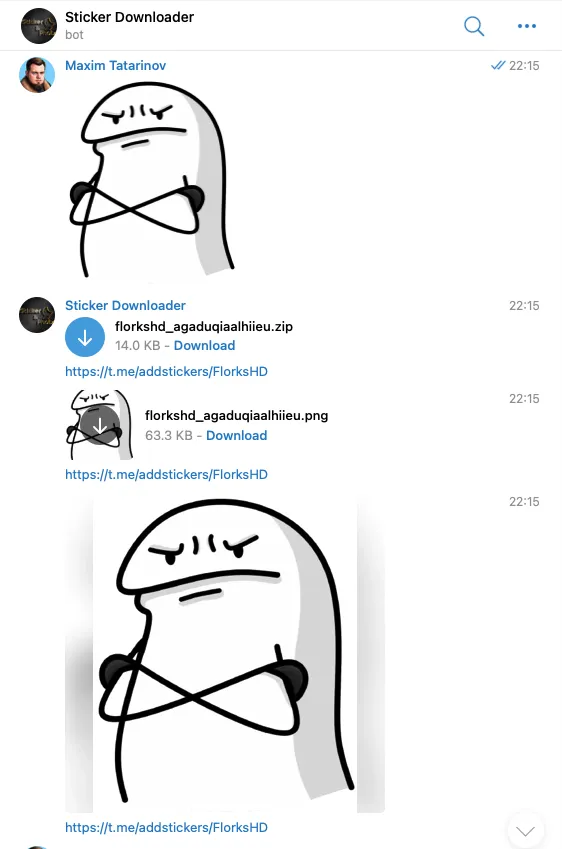 Sticker Downloader
bot
Maxim Tatarinov
22:15
Sticker Downloader
22:15
florkshd_agaduqiaalhiieu.zip
14.0 KB - Download
https://t.me/addstickers/FlorksHD
22:15
florkshd_agaduqiaalhiieu.png
63.3 KB - Download
https://t.me/addstickers/FlorksHD
22:15
https://t.me/addstickers/FlorksHD